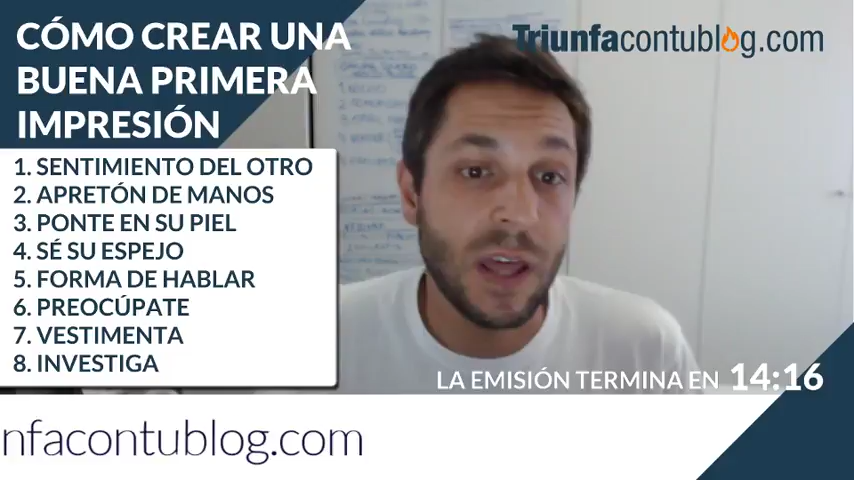 CÓMO CREAR UNA
BUENA PRIMERA
IMPRESIÓN
Triunfacontublog.com
1. SENTIMIENTO DEL OTRO
2. APRETÓN DE MANOS
3. PONTE EN SU PIEL
4. SÉ SU ESPEJO
5. FORMA DE HABLAR
6. PREOCÚPATE
7. VESTIMENTA
8. INVESTIGA
LA EMISIÓN TERMINA EN 14:16
nfacontublog.com